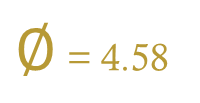 Ø = 4.58